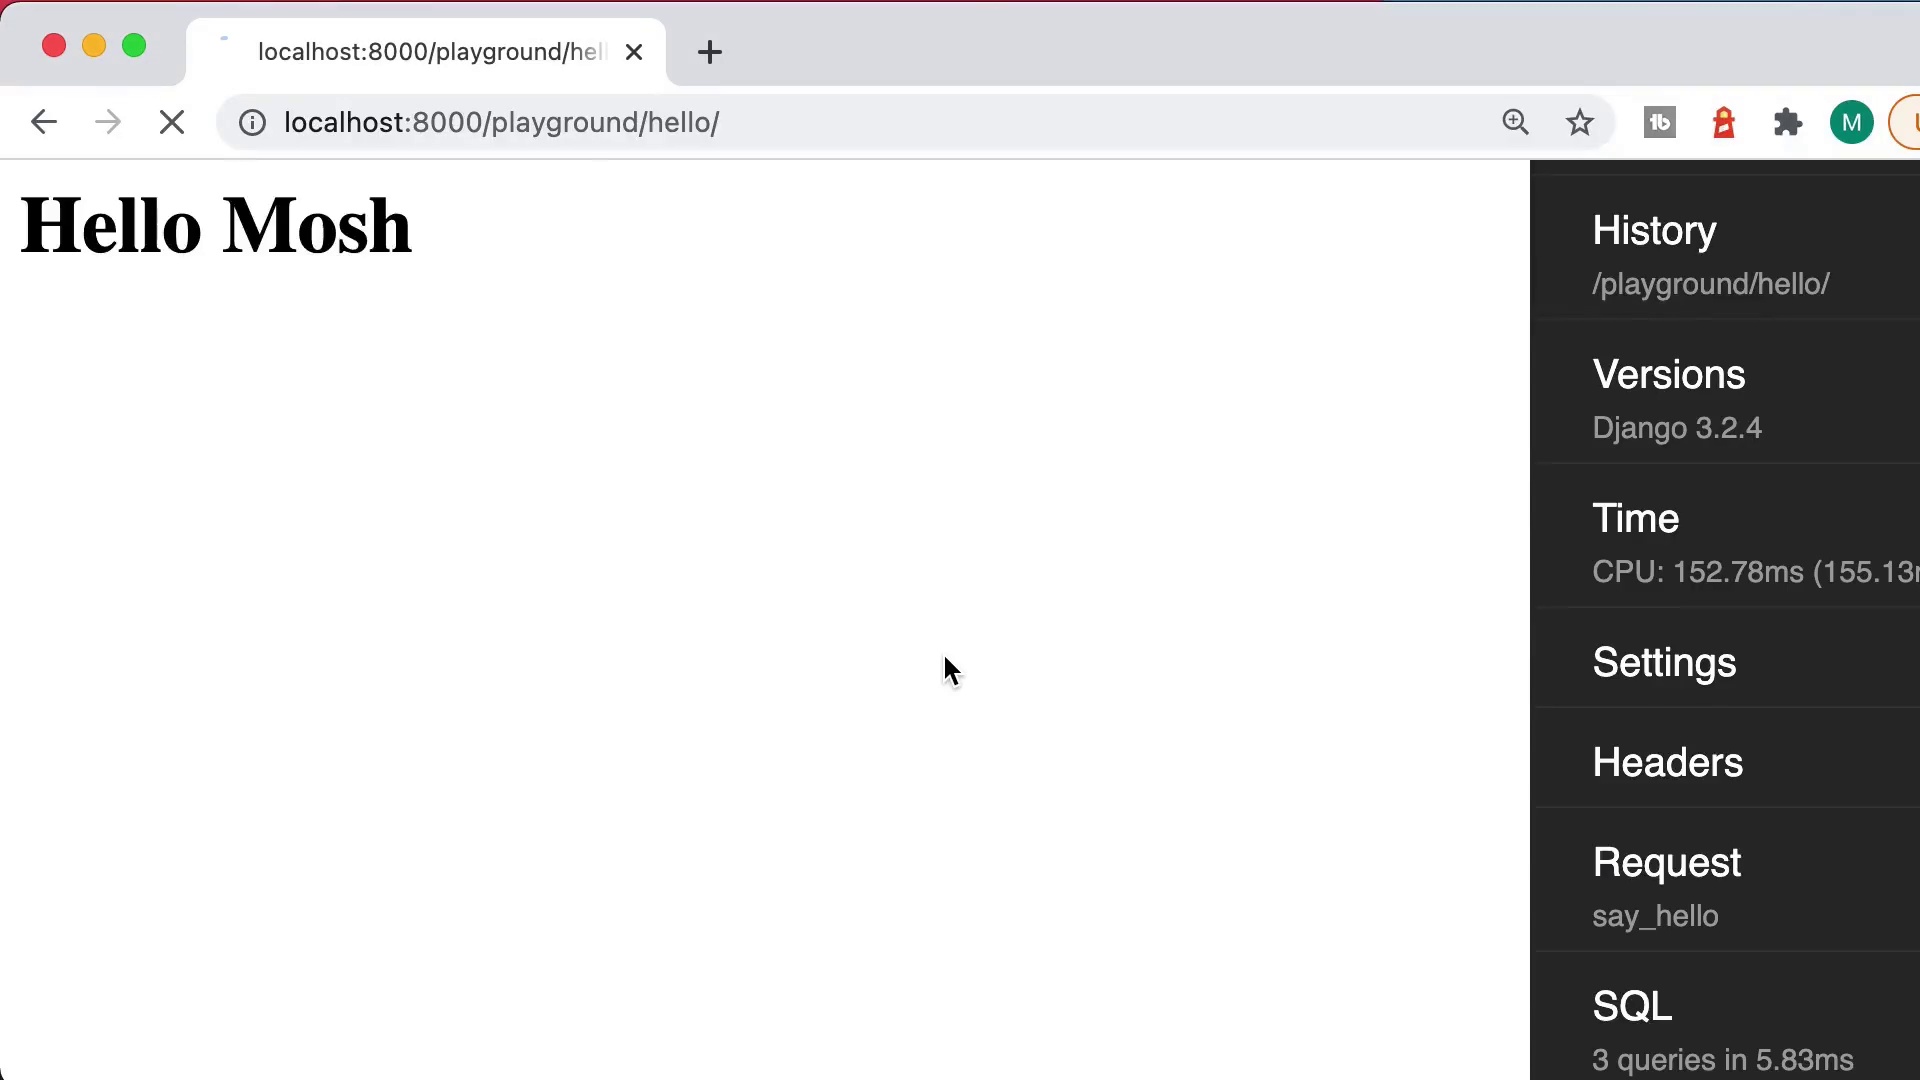 localhost:8000/playground/hel
localhost:8000/playground/hello/
M
Hello Mosh
History
/playground/hello/
Versions
Django 3.2.4
Time
CPU: 152.78ms (155.13
Settings
Headers
Request
say_hello
SQL
3 queries in 5.83ms